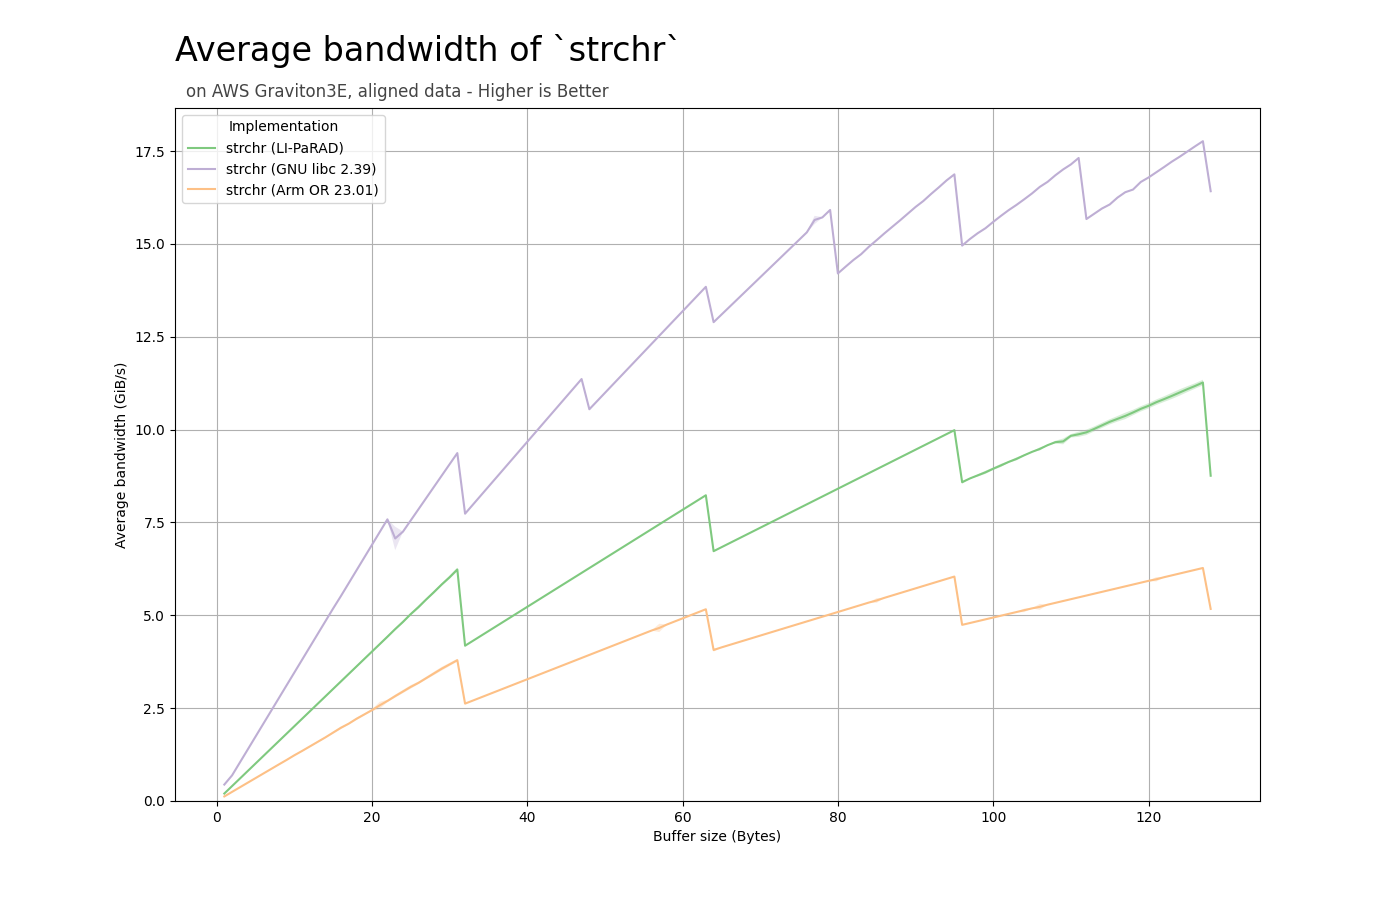 Average bandwidth of `strchr`
on AWS Graviton3E, aligned data - Higher is Better
Implementation
strchr (LI-PaRAD)
strchr (GNU libc 2.39)
strchr (Arm OR 23.01)
17.5
15.0
12.5
10.0
7.5
5.0
2.5
0.0
Average bandwidth (GiB/s)
0 20 40 60 80 100 120
Buffer size (Bytes)